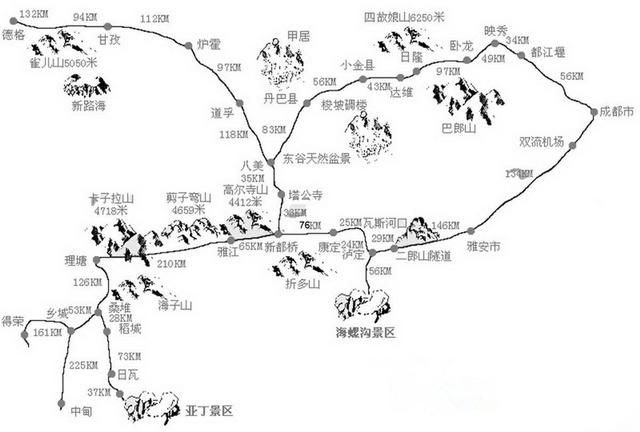 132KM
94KM
112KM
德格
甘孜
炉霍
雀儿山5050米
新路海
97KM
道孚
118KM
甲居
丹巴县
56KM
83KM
八美
东谷天然盆景
35KM
塔公寺
四故娘山6250米
小金县
43KM
日隆
达维
梭坡碉楼
卧龙
97KM
巴郎山
映秀
34KM
49KM
都江堰
56KM
成都市
双流机场
134KM
卡子拉山
4718米
剪子弯山
4659米
高尔寺山
4412米
76KM
25KM
瓦斯河口
146KM
理塘
210KM
雅江
65KM
新都桥
康定
24KM
泸定
29KM
二郎山隧道
雅安市
折多山
56KM
海螺沟景区
126KM
海子山
得荣
161KM
乡城
53KM
桑堆
28KM
稻城
225KM
73KM
日瓦
37KM
中甸
亚丁景区